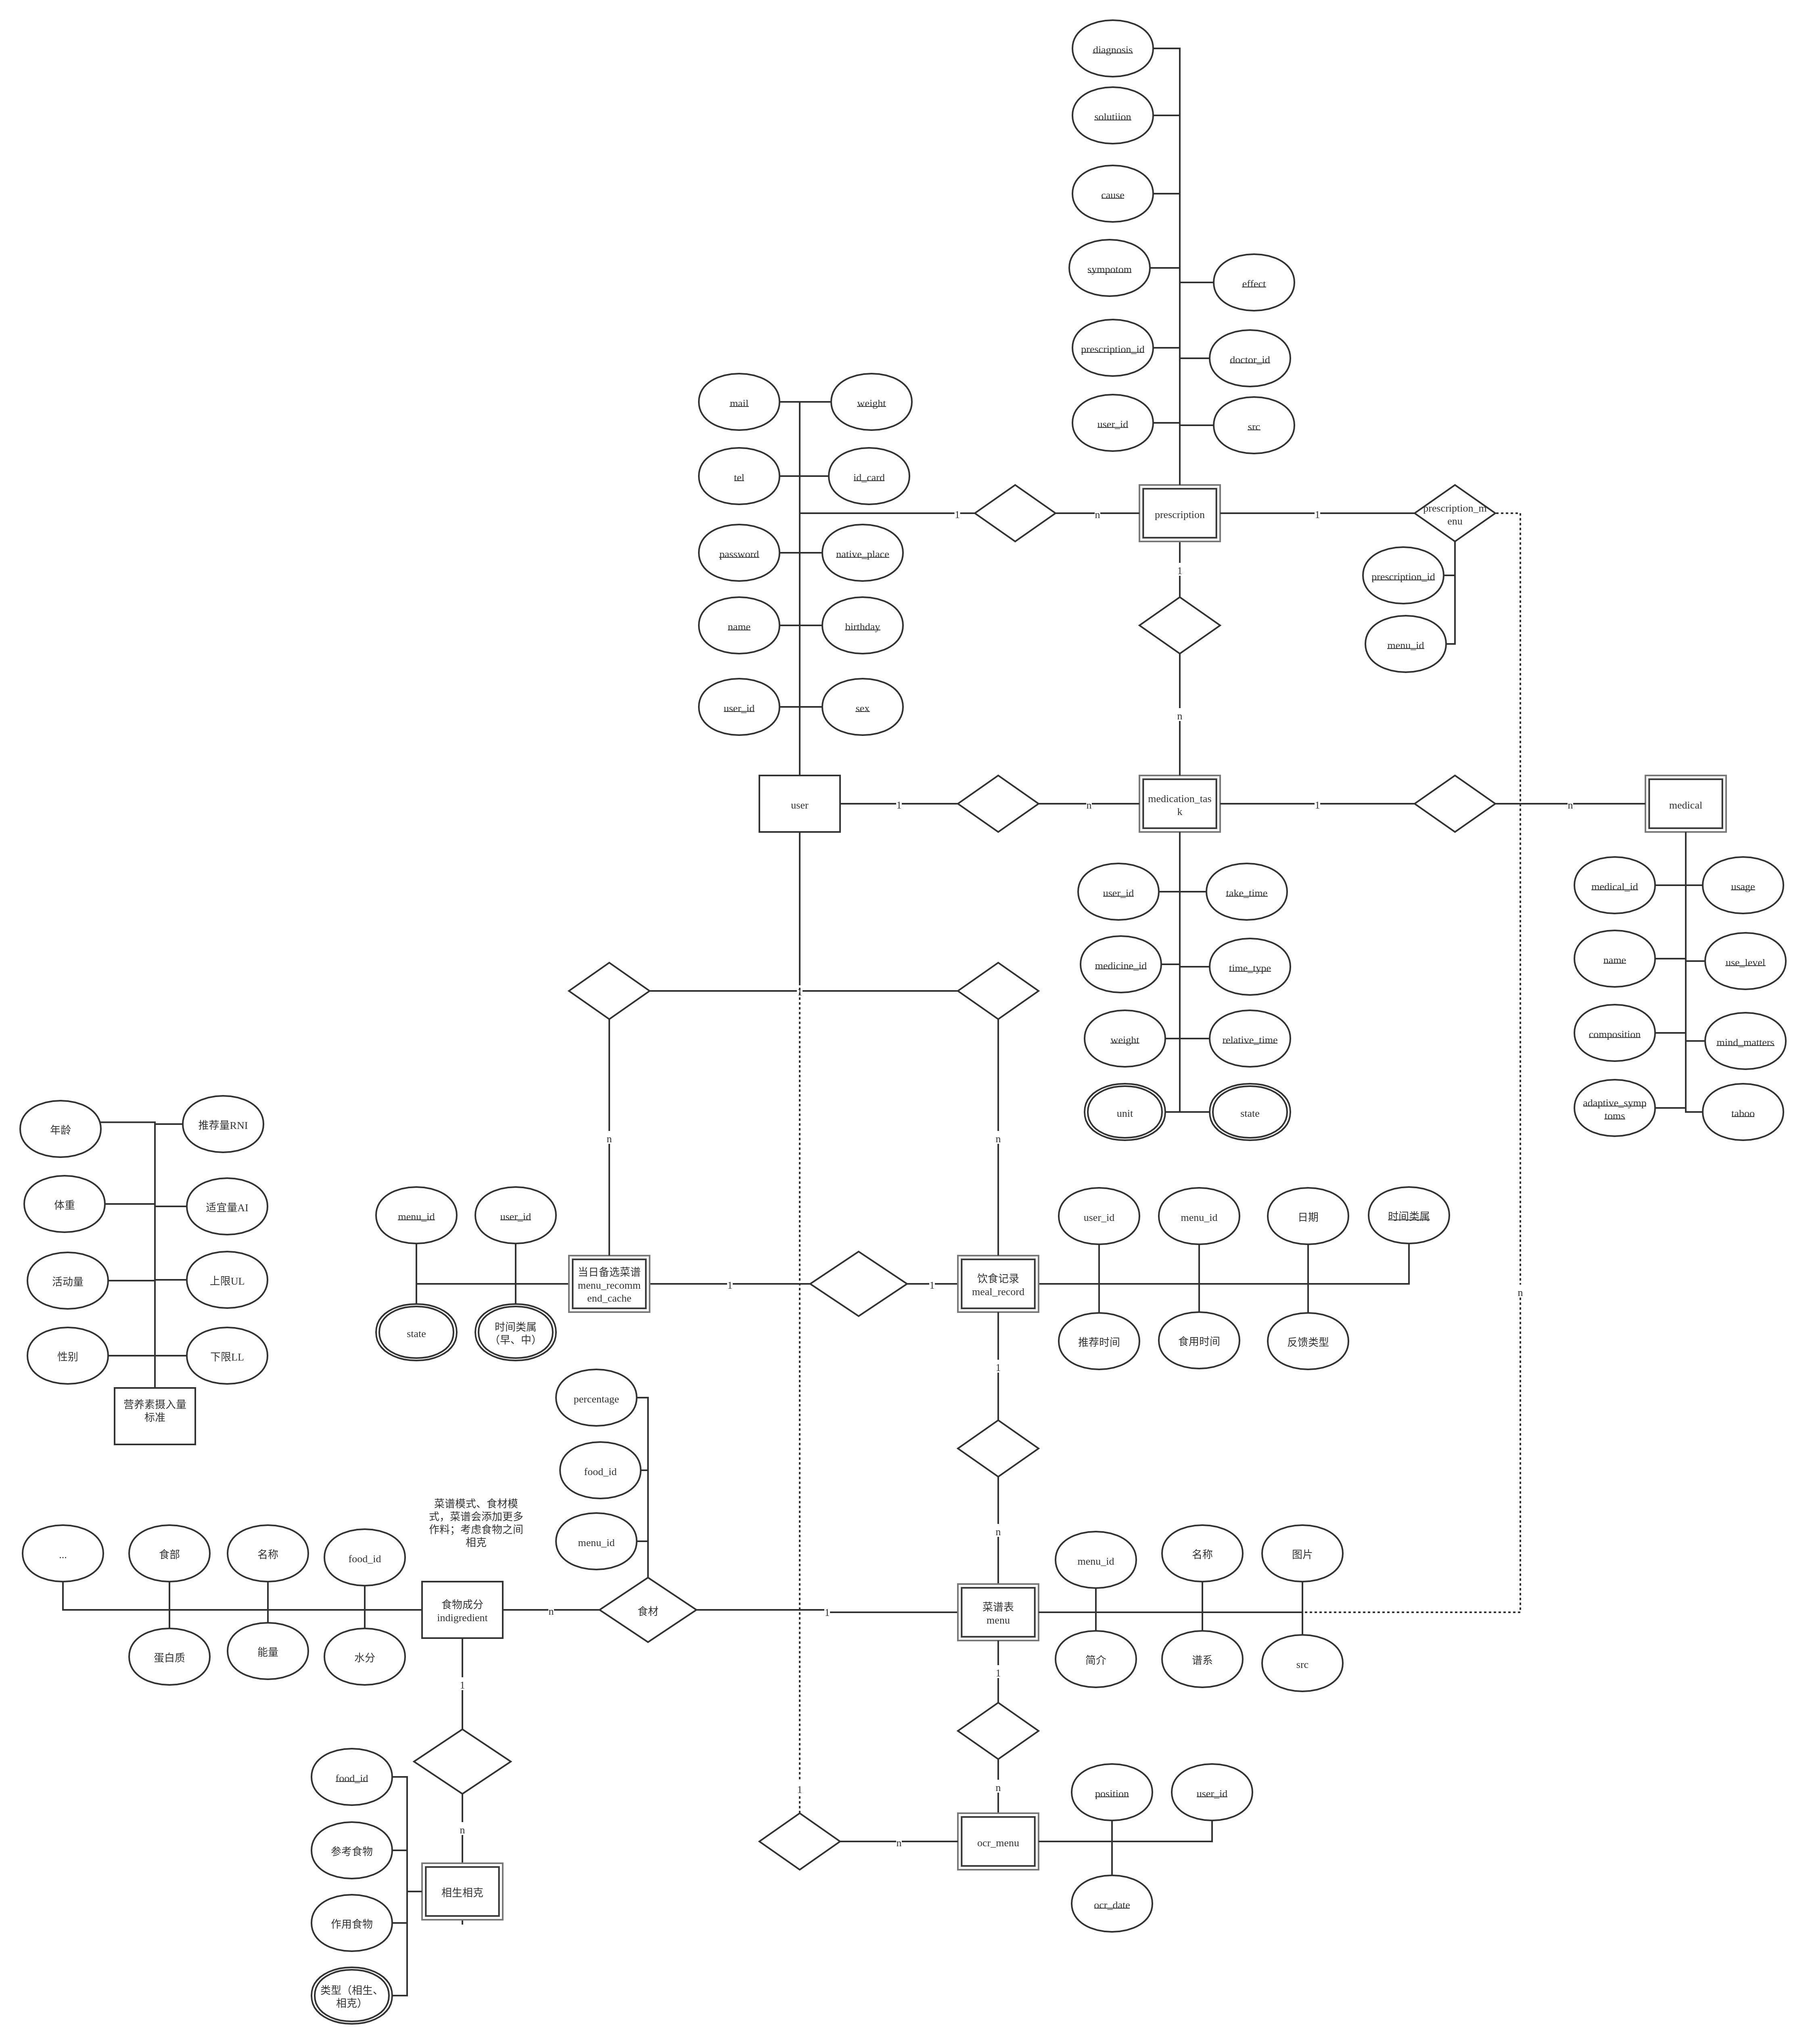 diagnosis
solutiion
cause
sympotom
effect
prescription_id
doctor_id
user_id
src
mail
weight
tel
id_card
password
native_place
name
birthday
user_id
sex
1
n
prescription
1
prescription_m
enu
prescription_id
menu_id
1
n
user
1
n
medication_tas
k
1
n
medical
user_id
take_time
medicine_id
time_type
weight
relative_time
unit
state
medical_id
usage
name
use_level
composition
mind_matters
adaptive_symp
toms
taboo
1
n
n
年龄
推荐量RNI
体重
适宜量AI
活动量
上限UL
性别
下限LL
营养素摄入量
标准
menu_id
user_id
state
时间类属
（早、中）
当日备选菜谱
menu_recomm
end_cache
1
1
饮食记录
meal_record
user_id
menu_id
日期
时间类属
推荐时间
食用时间
反馈类型
n
1
n
percentage
food_id
menu_id
菜谱模式、食材模
式，菜谱会添加更多
作料；考虑食物之间
相克
...
食部
名称
food_id
蛋白质
能量
水分
食物成分
indigredient
n
食材
1
菜谱表
menu
menu_id
名称
图片
简介
谱系
src
1
n
1
n
food_id
参考食物
作用食物
类型（相生、
相克）
相生相克
1
n
ocr_menu
position
user_id
ocr_date